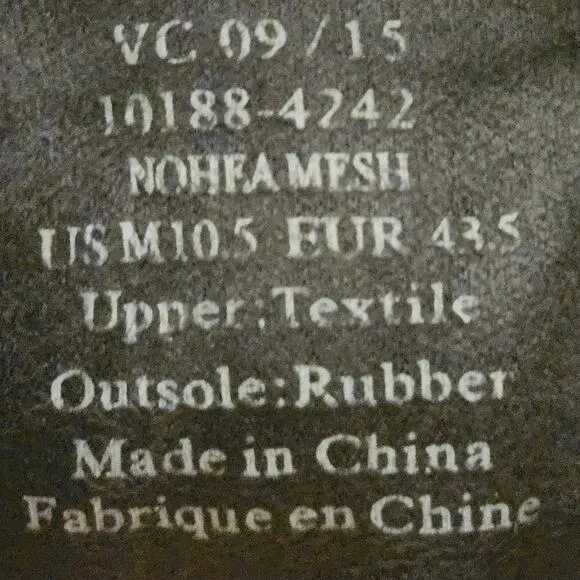 VC 09/15
10188-4242
NOHEA MESH
US M10.5 EUR 43.5
Upper:Textile
Outsole:Rubber
Made in China
Fabrique en Chine